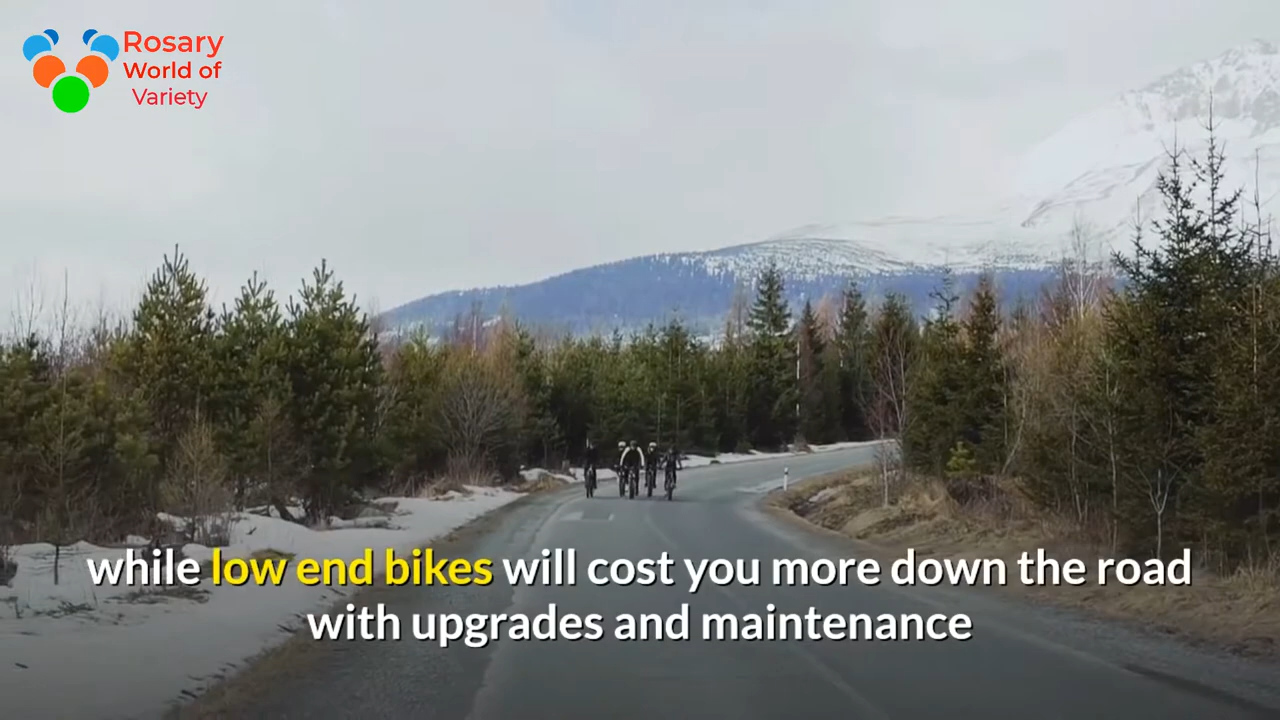 Rosary
World of
Variety
while low end bikes will cost you more down the road
with upgrades and maintenance